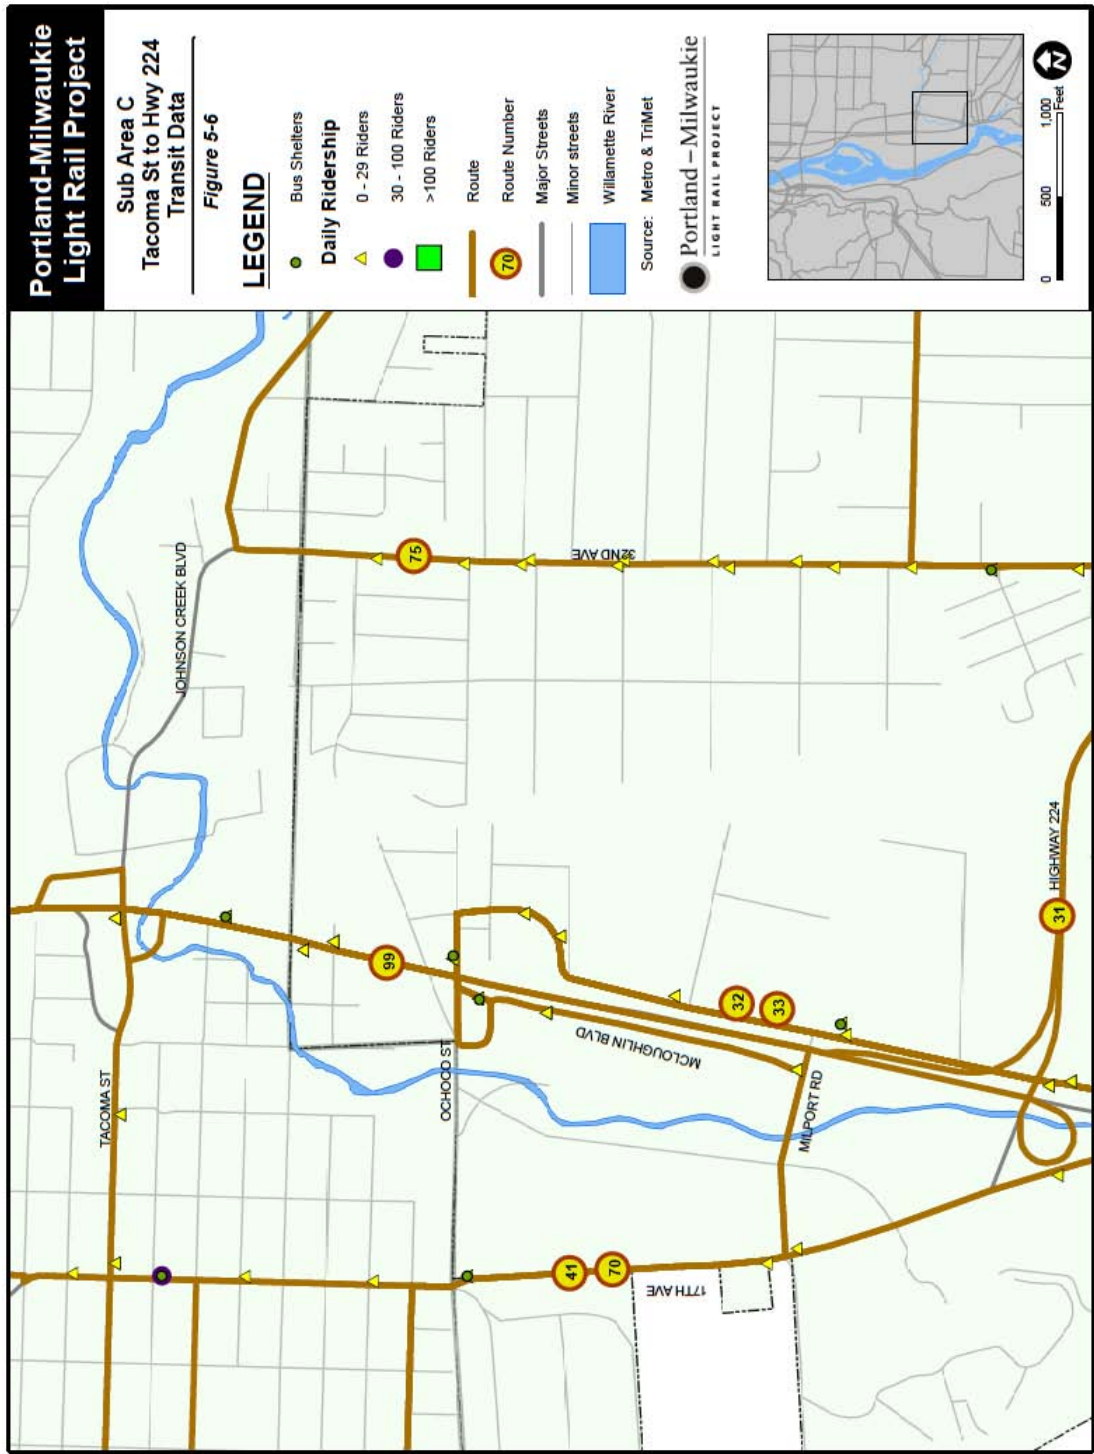 Portland-Milwaukie
Light Rail Project
Sub Area C
Tacoma St to Hwy 224
Transit Data
Figure 5-6
LEGEND
Bus Shelters
Daily Ridership
0 - 29 Riders
30 - 100 Riders
>100 Riders
Route
70
Route Number
Major Streets
Minor streets
Willamette River
Source: Metro & TriMet
Portland–Milwaukie
LIGHT RAIL PROJECT
0
500
1,000
Feet
N
JOHNSON CREEK BLVD
75
32ND AVE
TACOMA ST
99
OCHOCO ST
MCLOUGHLIN BLVD
32
33
MILPORT RD
HIGHWAY 224
31
41
70
17TH AVE